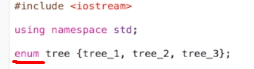 #include <iostream>
using namespace std;
enum tree {tree_1, tree_2, tree_3};